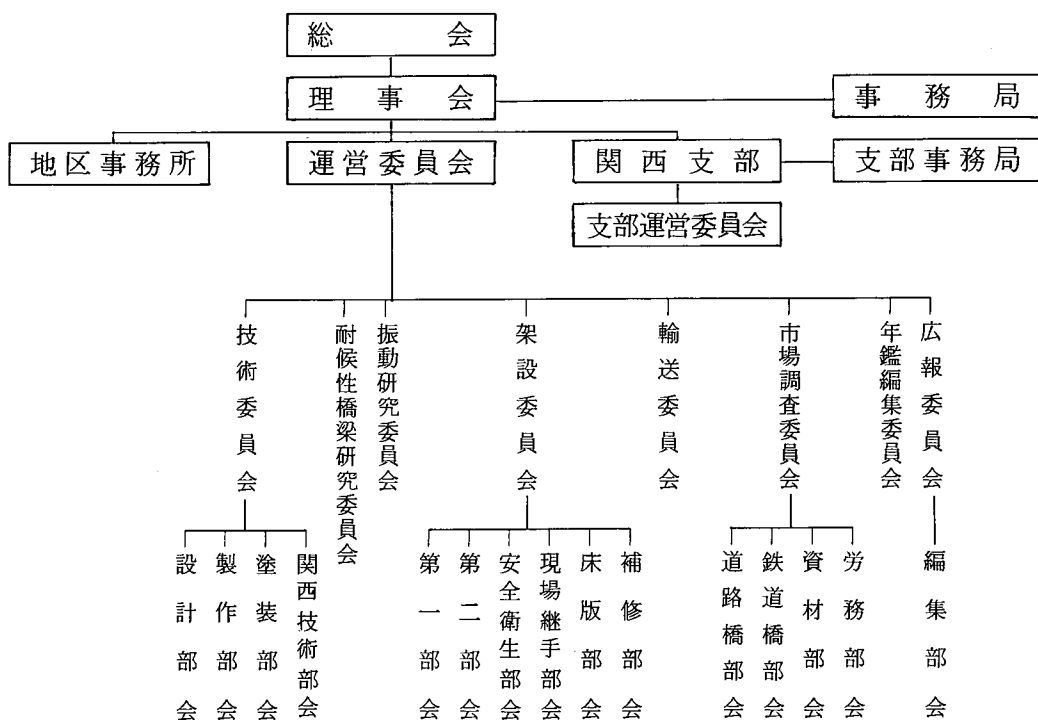 組織図
総会
理事会
事務局
地区事務所
運営委員会
関西支部
支部事務局
支部運営委員会
技術委員会
耐候性橋梁研究委員会
振動研究委員会
架設委員会
輸送委員会
市場調査委員会
年鑑編集委員会
広報委員会
設計部会
製作部会
塗装部会
関西技術部会
第一部会
第二部会
安全衛生部会
現場継手部会
床版部会
補修部会
道路橋部会
鉄道橋部会
資材部会
労務部会
編集部会